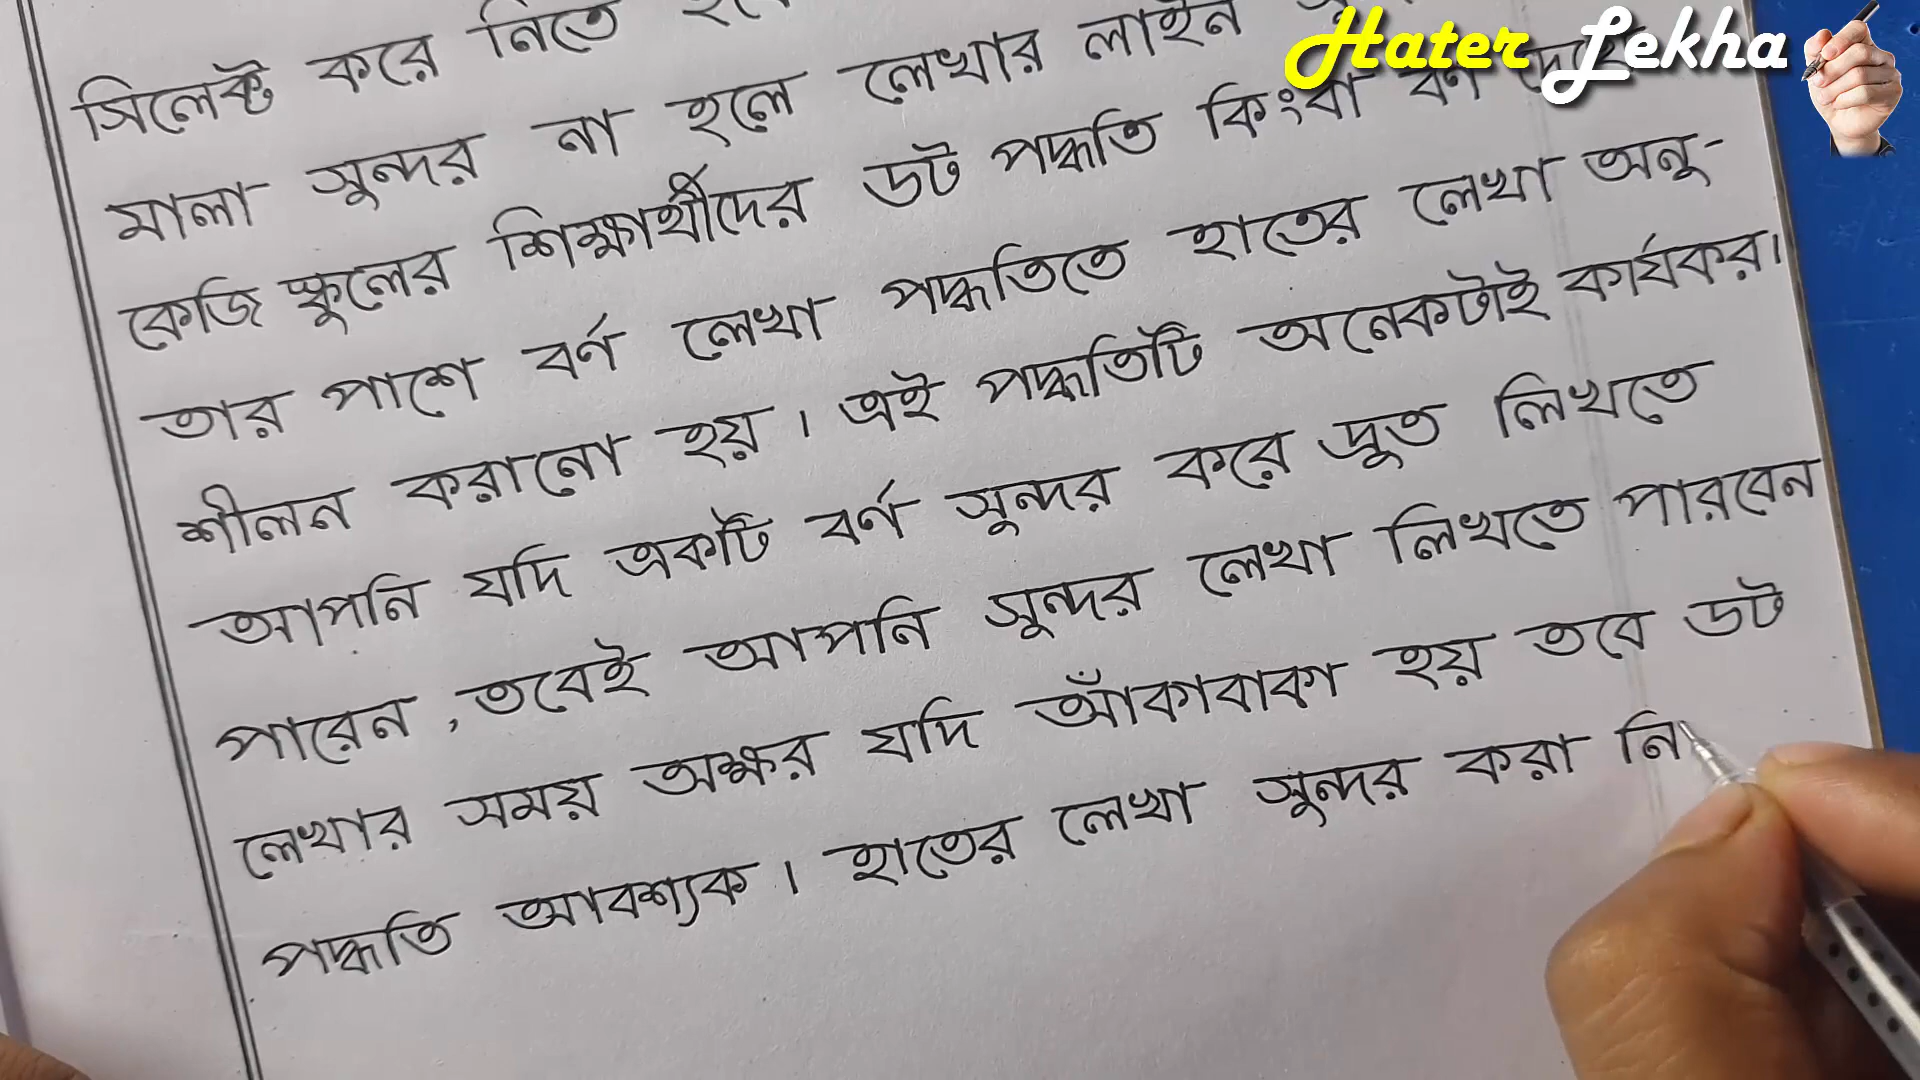 Hater Lekha
সিলেক্ট করে নিতে
মালা সুন্দর না হলে লেখার লাইন
কেজি স্কুলের শিক্ষার্থীদের ডট পদ্ধতি কিংবা বর্ণ দেখে
তার পাশে বর্ণ লেখা পদ্ধতিতে হাতের লেখা অনু-
শীলন করানো হয়। এই পদ্ধতিটি অনেকটাই কার্যকর।
আপনি যদি একটি বর্ণ সুন্দর করে দ্রুত লিখতে
পারেন, তবেই আপনি সুন্দর লেখা লিখতে পারবেন
লেখার সময় অক্ষর যদি আঁকাবাকা হয় তবে ডট
পদ্ধতি আবশ্যক। হাতের লেখা সুন্দর করা নি